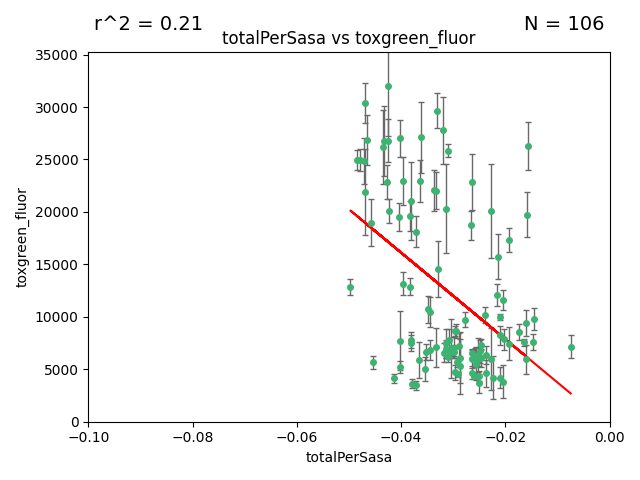 r^2 = 0.21
N = 106
totalPerSasa vs toxgreen_fluor
toxgreen_fluor
35000
30000
25000
20000
15000
10000
5000
0
−0.10
−0.08
−0.06
−0.04
−0.02
0.00
totalPerSasa